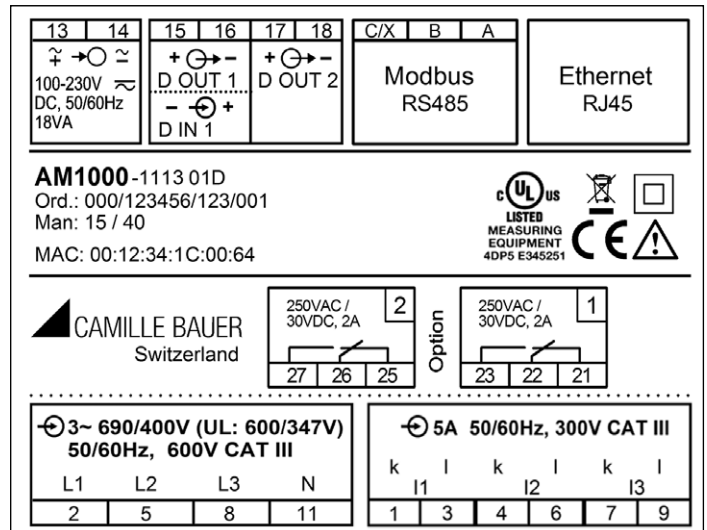 13 14 15 16 17 18 C/X B A
100-230V
DC, 50/60Hz
18VA
+ -
D OUT 1
- +
D IN 1
+ -
D OUT 2
Modbus
RS485
Ethernet
RJ45
AM1000-1113 01D
Ord.: 000/123456/123/001
Man: 15 / 40
MAC: 00:12:34:1C:00:64
c UL us
LISTED
MEASURING
EQUIPMENT
4DP5 E345251
CE
CAMILLE BAUER
Switzerland
250VAC / 2
30VDC, 2A
27 26 25
Option
250VAC / 1
30VDC, 2A
23 22 21
3~ 690/400V (UL: 600/347V)
50/60Hz, 600V CAT III
L1 L2 L3 N
2 5 8 11
5A 50/60Hz, 300V CAT III
k l k l k l
I1 I2 I3
1 3 4 6 7 9